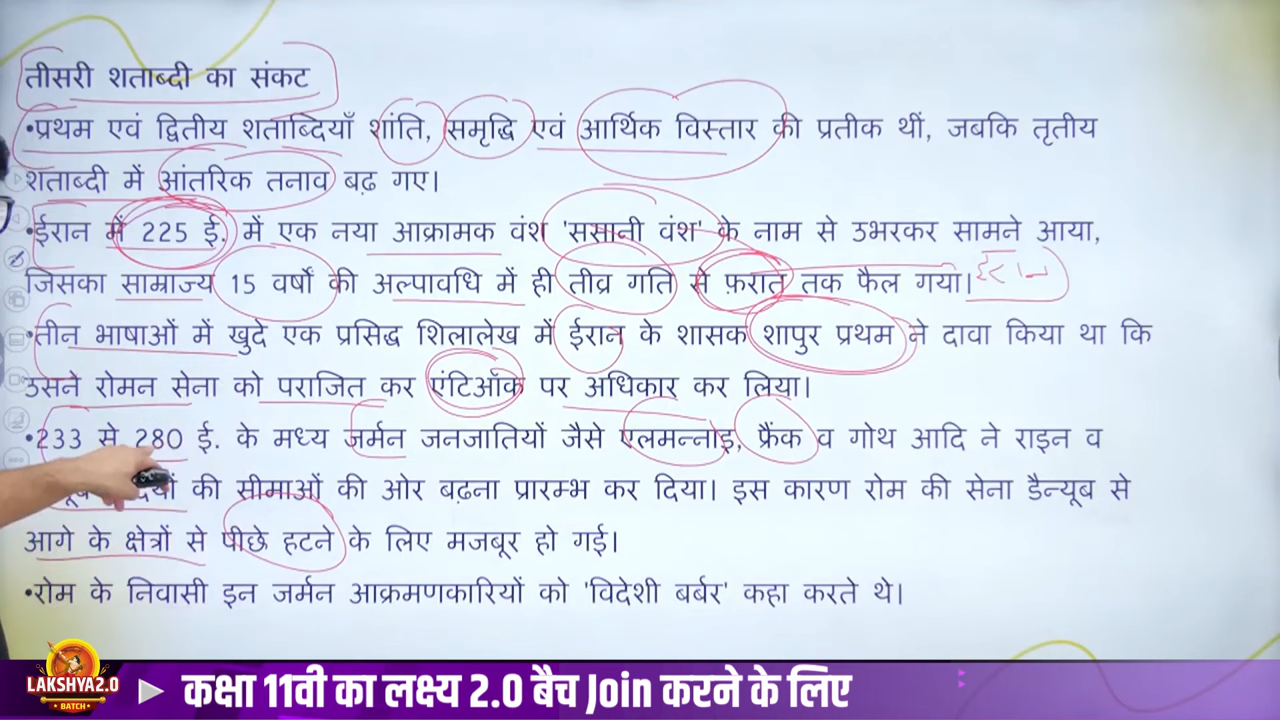 तीसरी शताब्दी का संकट
•प्रथम एवं द्वितीय शताब्दियाँ शांति, समृद्धि एवं आर्थिक विस्तार की प्रतीक थीं, जबकि तृतीय
शताब्दी में आंतरिक तनाव बढ़ गए।
•ईरान में 225 ई. में एक नया आक्रामक वंश 'ससानी वंश' के नाम से उभरकर सामने आया,
जिसका साम्राज्य 15 वर्षों की अल्पावधि में ही तीव्र गति से फ़रात तक फैल गया।
•तीन भाषाओं में खुदे एक प्रसिद्ध शिलालेख में ईरान के शासक शापुर प्रथम ने दावा किया था कि
उसने रोमन सेना को पराजित कर एंटिऑक पर अधिकार कर लिया।
•233 से 280 ई. के मध्य जर्मन जनजातियों जैसे एलमन्नोइ, फ्रैंक व गोथ आदि ने राइन व
की सीमाओं की ओर बढ़ना प्रारम्भ कर दिया। इस कारण रोम की सेना डैन्यूब से
आगे के क्षेत्रों से पीछे हटने के लिए मजबूर हो गई।
•रोम के निवासी इन जर्मन आक्रमणकारियों को 'विदेशी बर्बर' कहा करते थे।
LAKSHYA2.0
BATCH
कक्षा 11वी का लक्ष्य 2.0 बैच Join करने के लिए